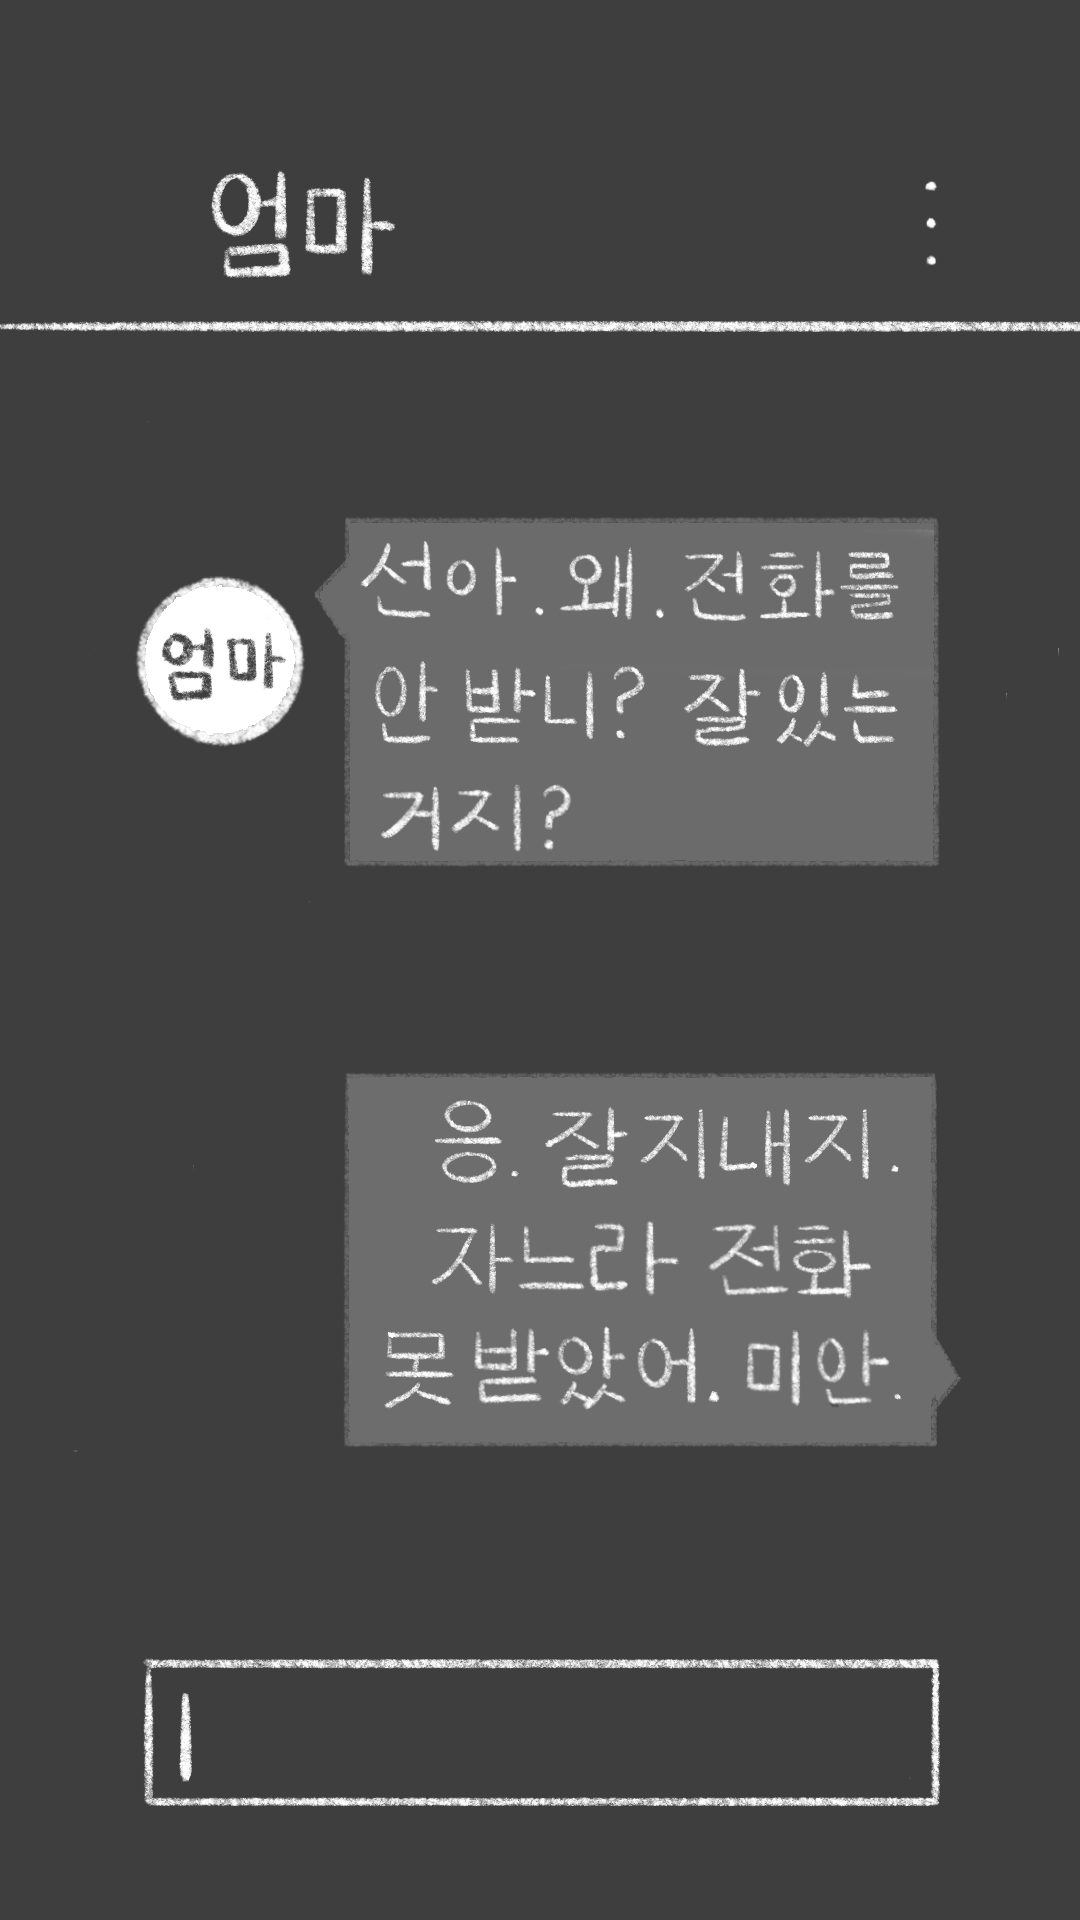 엄마
선아. 왜. 전화를
엄마
안 받니? 잘 있는
거지?
응. 잘 지내지.
자느라 전화
못 받았어. 미안.